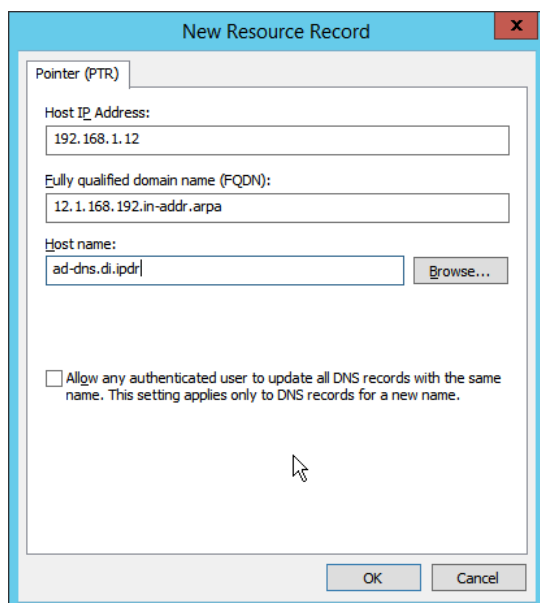 New Resource Record
x
Pointer (PTR)
Host IP Address:
192.168.1.12
Fully qualified domain name (FQDN):
12.1.168.192.in-addr.arpa
Host name:
ad-dns.di.ipdr
Browse...
Allow any authenticated user to update all DNS records with the same
name. This setting applies only to DNS records for a new name.
OK
Cancel